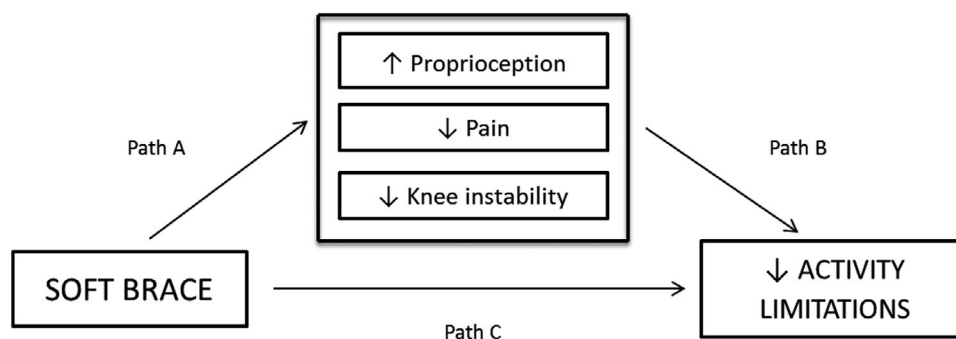 ↑ Proprioception
↓ Pain
↓ Knee instability
Path A
Path B
SOFT BRACE
↓ ACTIVITY
LIMITATIONS
Path C